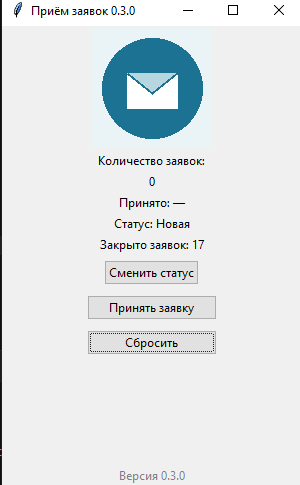 Приём заявок 0.3.0
Количество заявок:
0
Принято: —
Статус: Новая
Закрыто заявок: 17
Сменить статус
Принять заявку
Сбросить
Версия 0.3.0